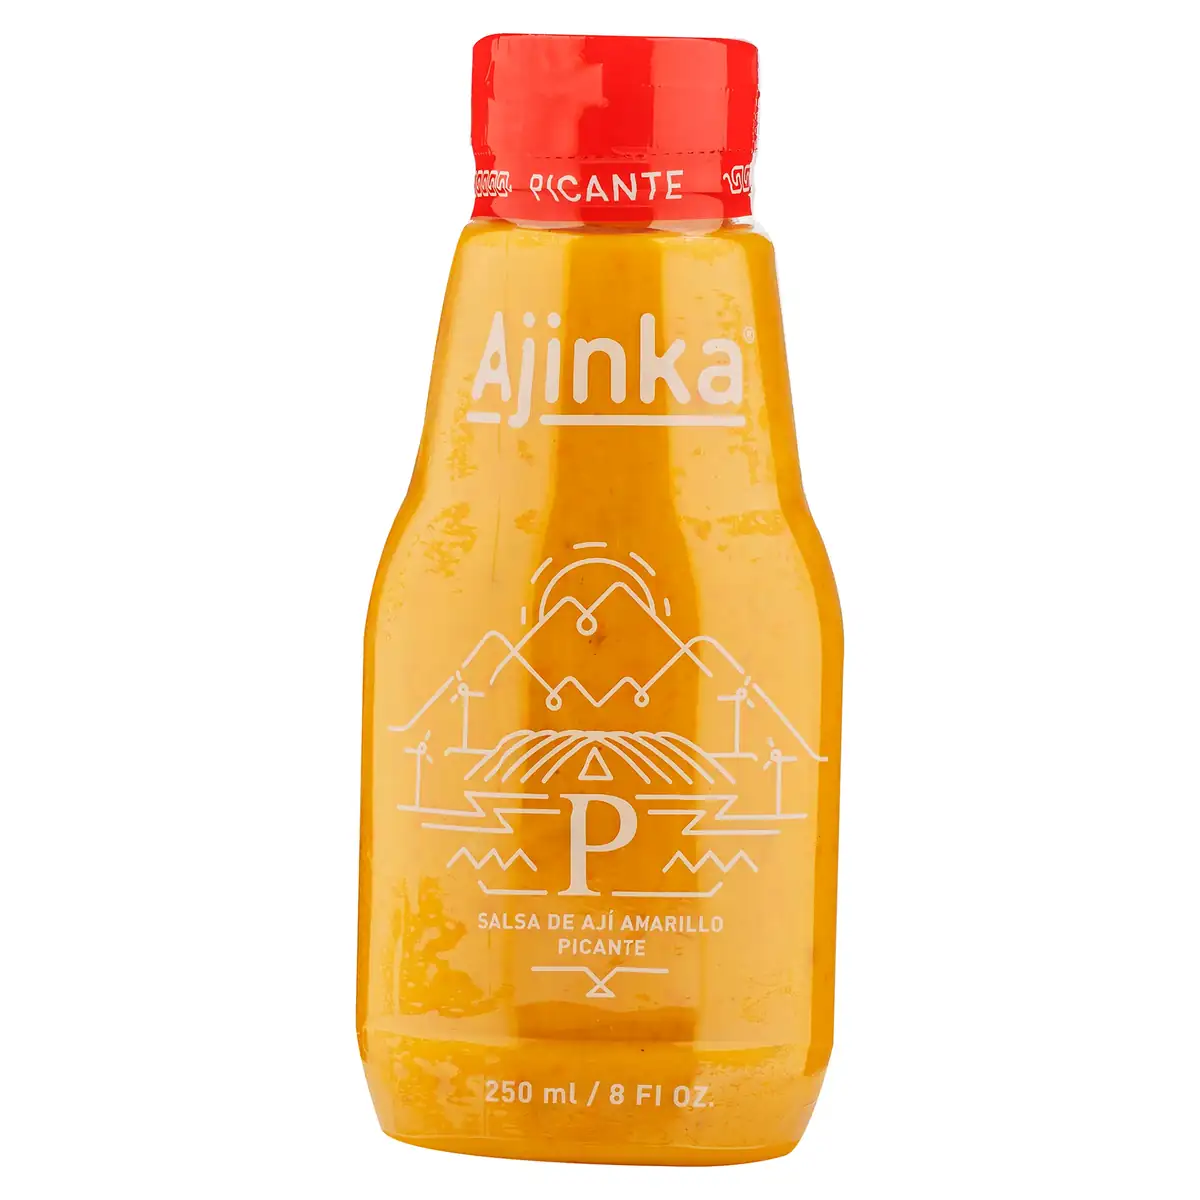 PICANTE
Ajinka®
P
SALSA DE AJÍ AMARILLO
PICANTE
250 ml / 8 Fl OZ.